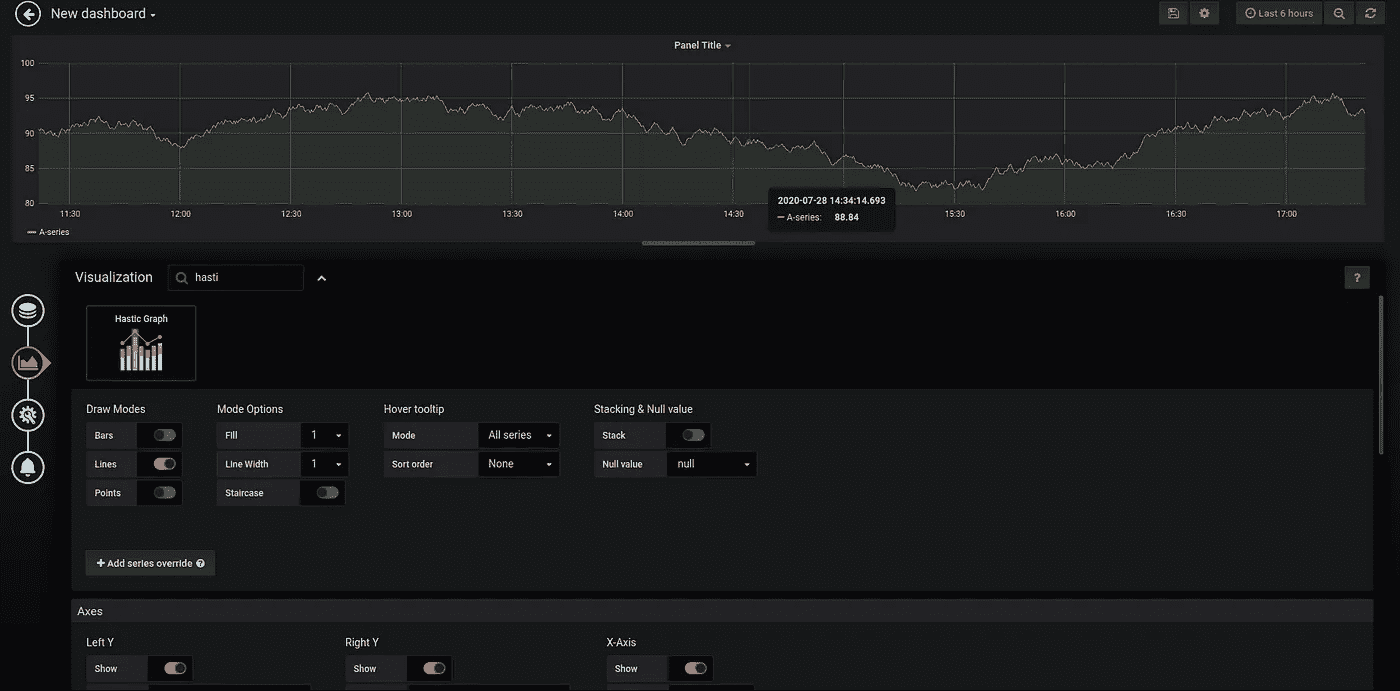 New dashboard
Last 6 hours
Panel Title
100
95
90
85
80
11:30 12:00 12:30 13:00 13:30 14:00 14:30 15:30 16:00 16:30 17:00
2020-07-28 14:34:14.693
A-series: 88.84
A-series
Visualization hasti ?
Hastic Graph
Draw Modes Mode Options Hover tooltip Stacking & Null value
Bars Fill 1 Mode All series Stack
Lines Line Width 1 Sort order None Null value null
Points Staircase
+ Add series override ?
Axes
Left Y Right Y X-Axis
Show Show Show